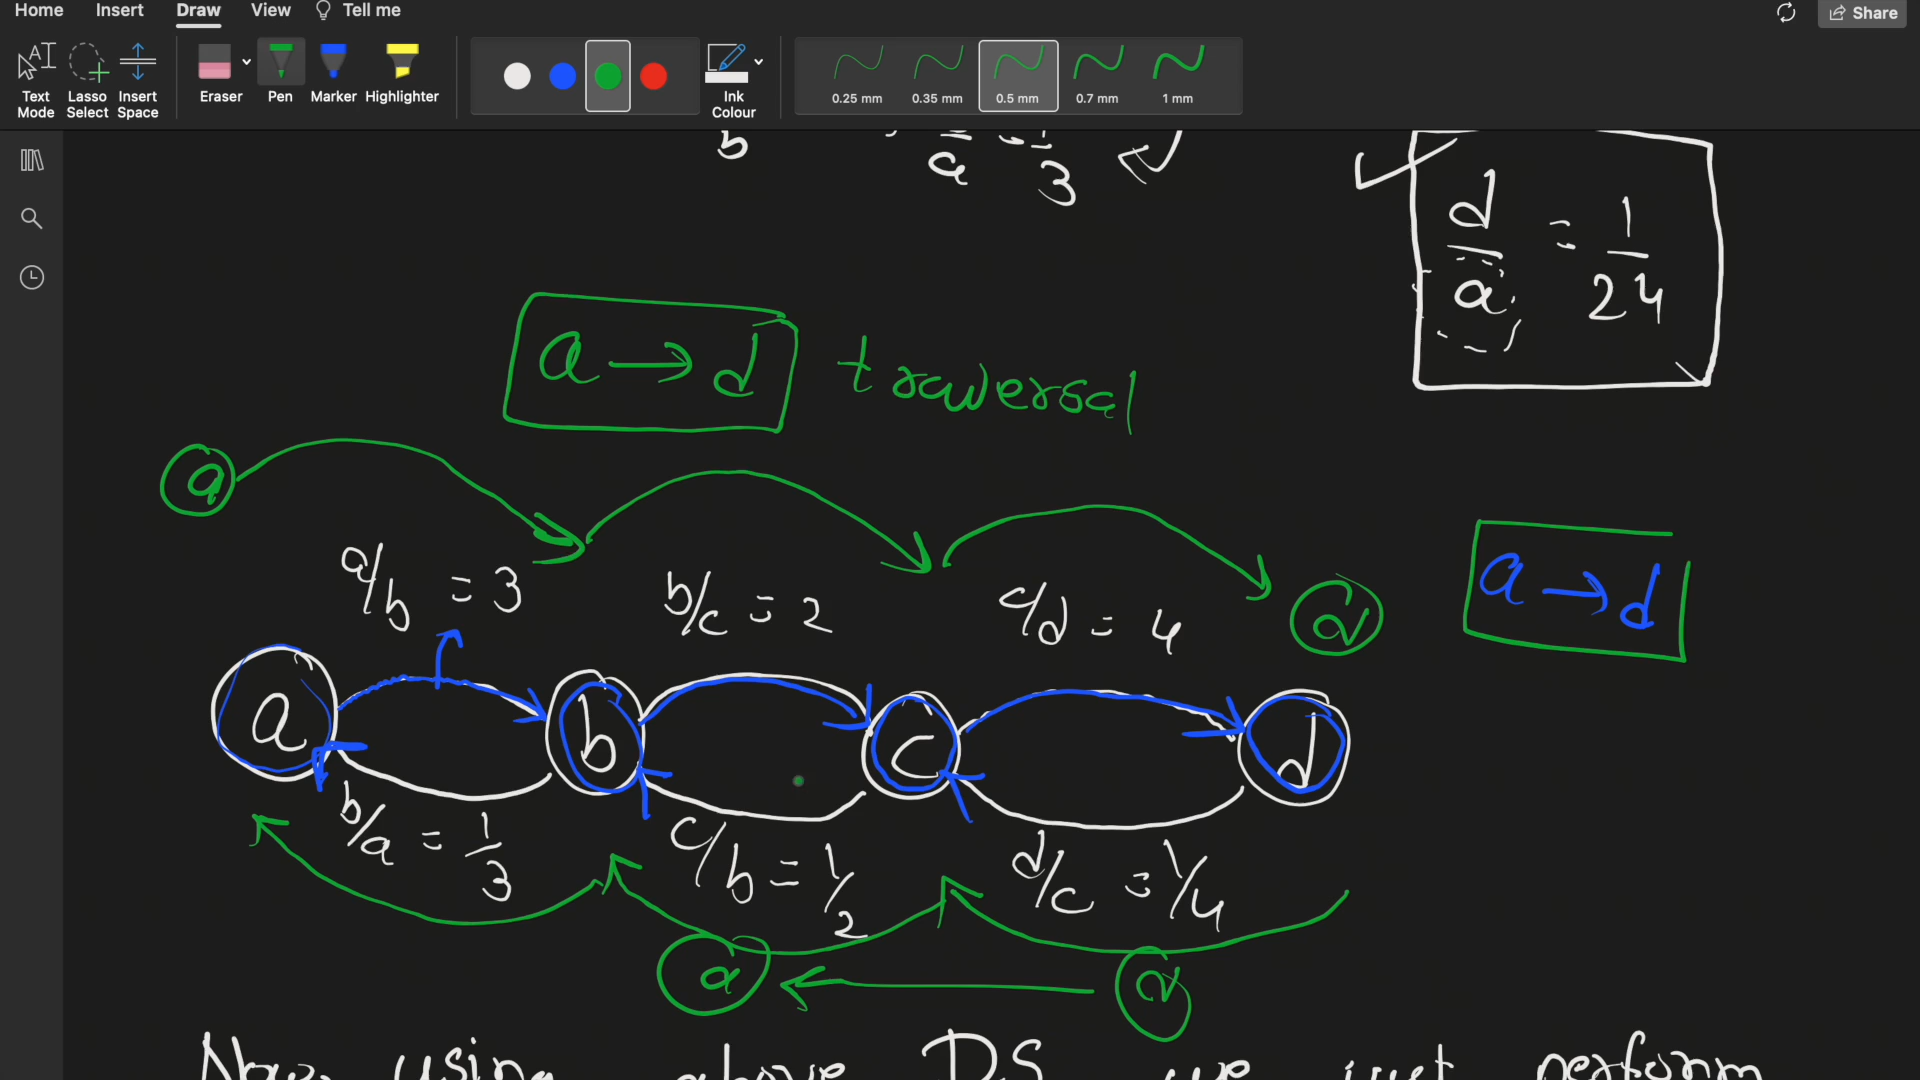 Home Insert Draw View Tell me Share
Text Mode Lasso Select Insert Space Eraser Pen Marker Highlighter Ink Colour 0.25 mm 0.35 mm 0.5 mm 0.7 mm 1 mm
b
a 3
d/a = 1/24
a → d traversal
a
a/b = 3 b/c = 2 c/d = 4 d a → d
a b c d
b/a = 1/3 c/b = 1/2 d/c = 1/4
a ← d
Now using above DS we just perform